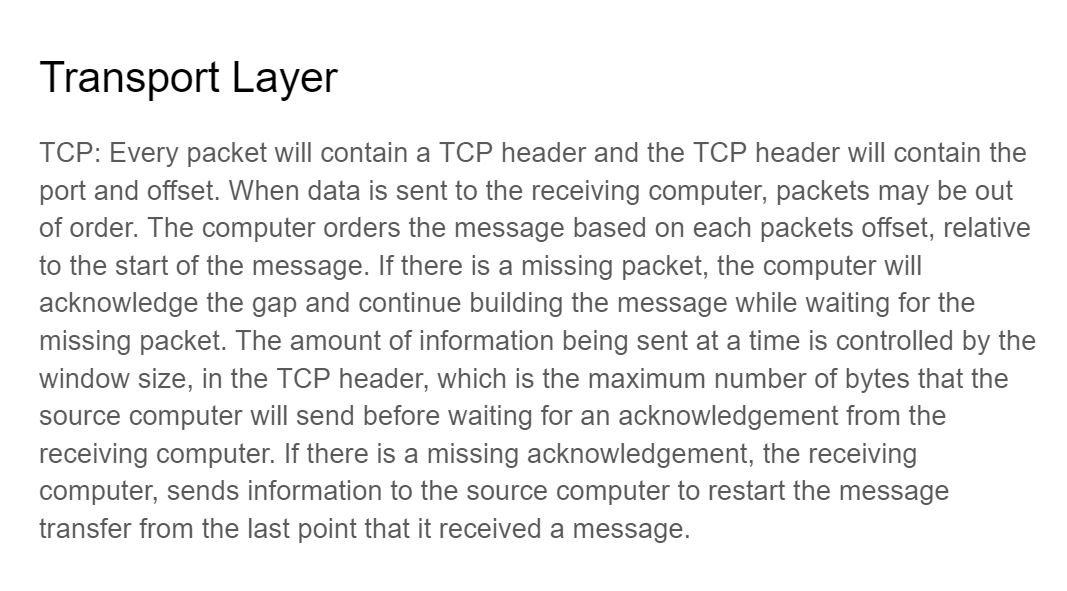 Transport Layer
TCP: Every packet will contain a TCP header and the TCP header will contain the
port and offset. When data is sent to the receiving computer, packets may be out
of order. The computer orders the message based on each packets offset, relative
to the start of the message. If there is a missing packet, the computer will
acknowledge the gap and continue building the message while waiting for the
missing packet. The amount of information being sent at a time is controlled by the
window size, in the TCP header, which is the maximum number of bytes that the
source computer will send before waiting for an acknowledgement from the
receiving computer. If there is a missing acknowledgement, the receiving
computer, sends information to the source computer to restart the message
transfer from the last point that it received a message.